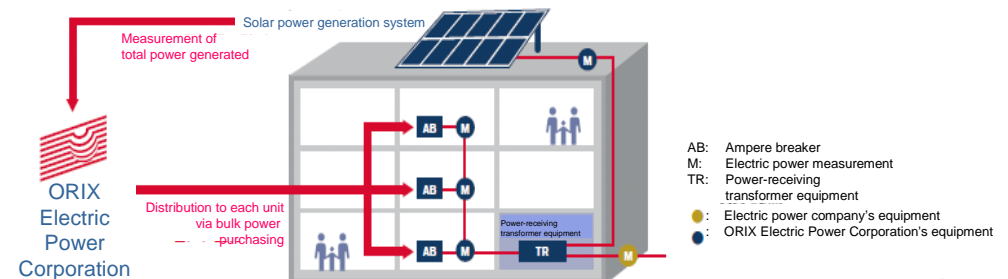 Solar power generation system
Measurement of
total power generated
M
AB M
AB M
AB M
Power-receiving
transformer equipment
TR
M
ORIX
Electric
Power
Corporation
Distribution to each unit
via bulk power
purchasing
AB: Ampere breaker
M: Electric power measurement
TR: Power-receiving
transformer equipment
: Electric power company's equipment
: ORIX Electric Power Corporation's equipment